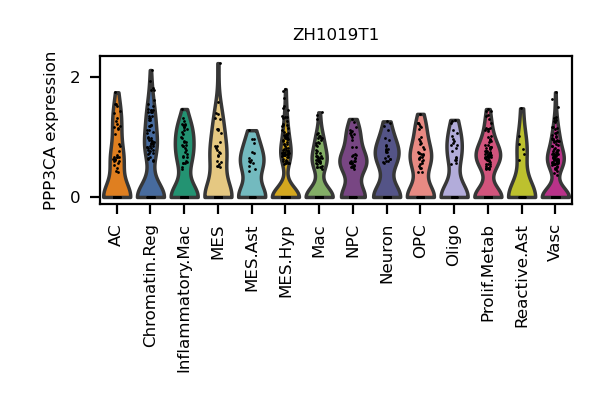 ZH1019T1
PPP3CA expression
2
0
AC
Chromatin.Reg
Inflammatory.Mac
MES
MES.Ast
MES.Hyp
Mac
NPC
Neuron
OPC
Oligo
Prolif.Metab
Reactive.Ast
Vasc